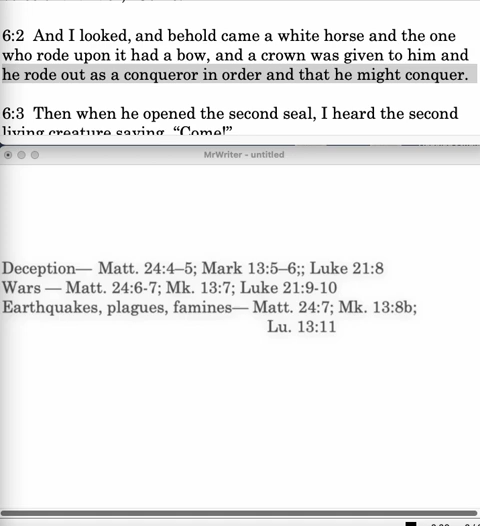 6:2 And I looked, and behold came a white horse and the one
who rode upon it had a bow, and a crown was given to him and
he rode out as a conqueror in order and that he might conquer.
6:3 Then when he opened the second seal, I heard the second
living creature saying, “Come!”
MrWriter - untitled
Deception— Matt. 24:4–5; Mark 13:5–6;; Luke 21:8
Wars — Matt. 24:6-7; Mk. 13:7; Luke 21:9-10
Earthquakes, plagues, famines— Matt. 24:7; Mk. 13:8b;
Lu. 13:11